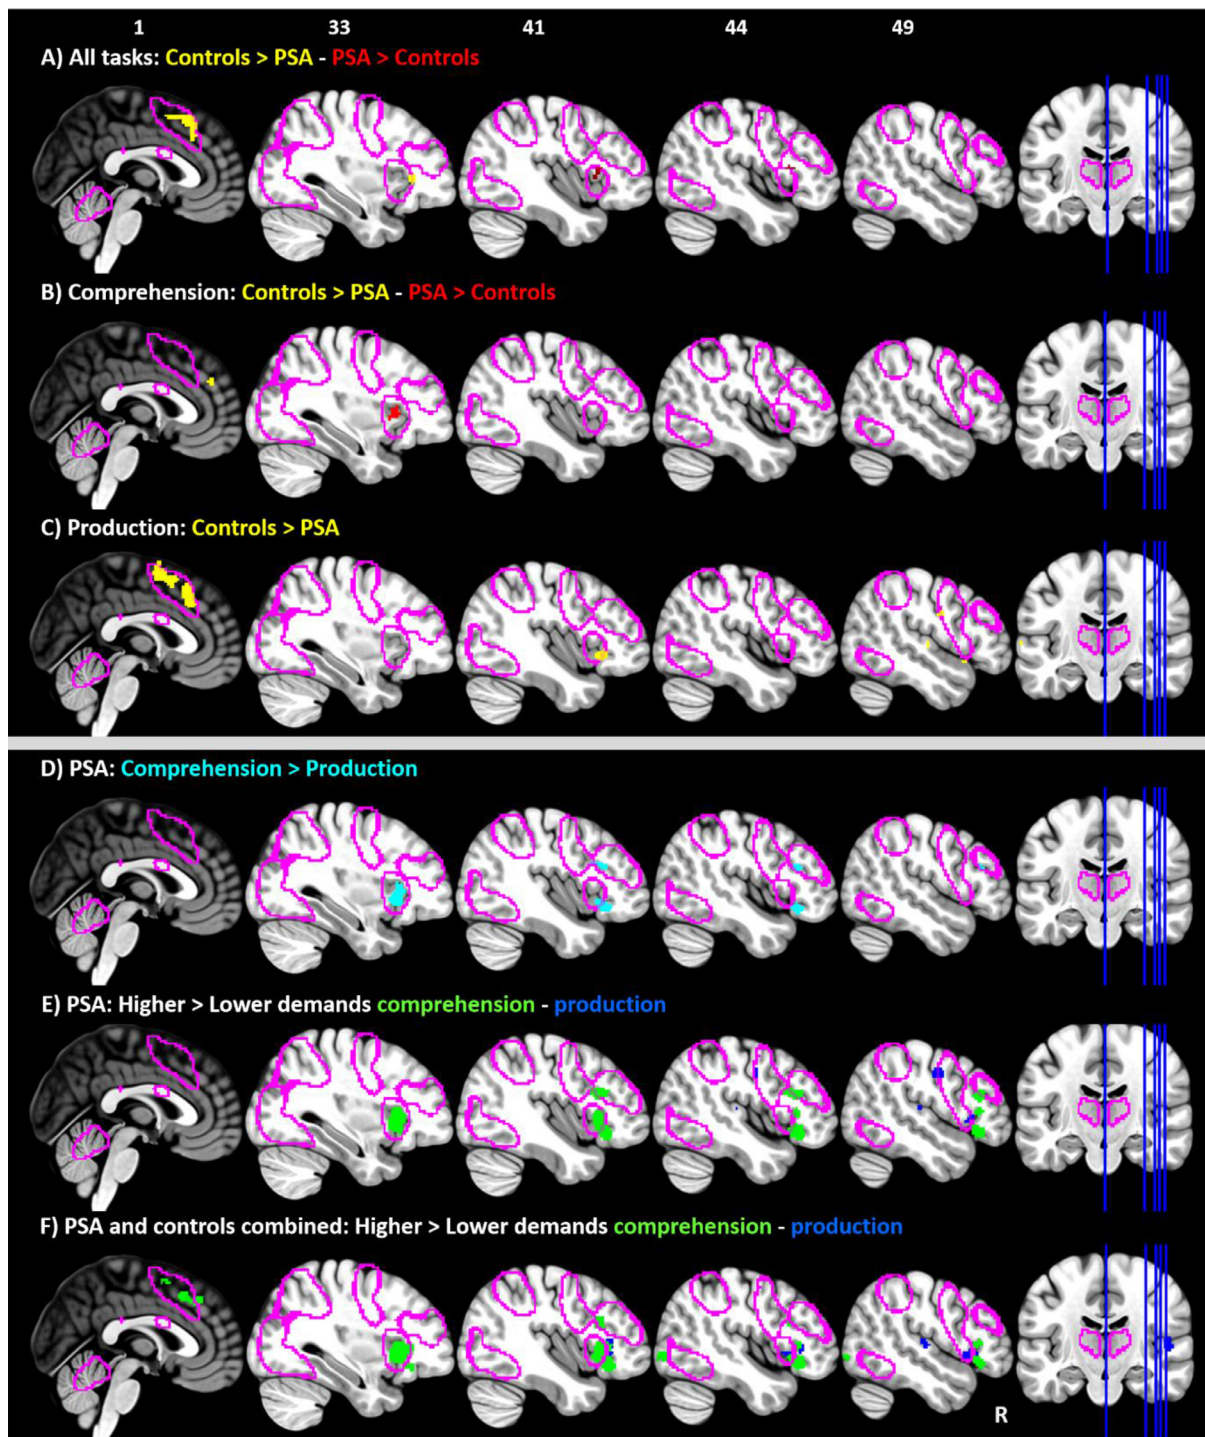 1 33 41 44 49
A) All tasks: Controls > PSA - PSA > Controls
B) Comprehension: Controls > PSA - PSA > Controls
C) Production: Controls > PSA
D) PSA: Comprehension > Production
E) PSA: Higher > Lower demands comprehension - production
F) PSA and controls combined: Higher > Lower demands comprehension - production
R